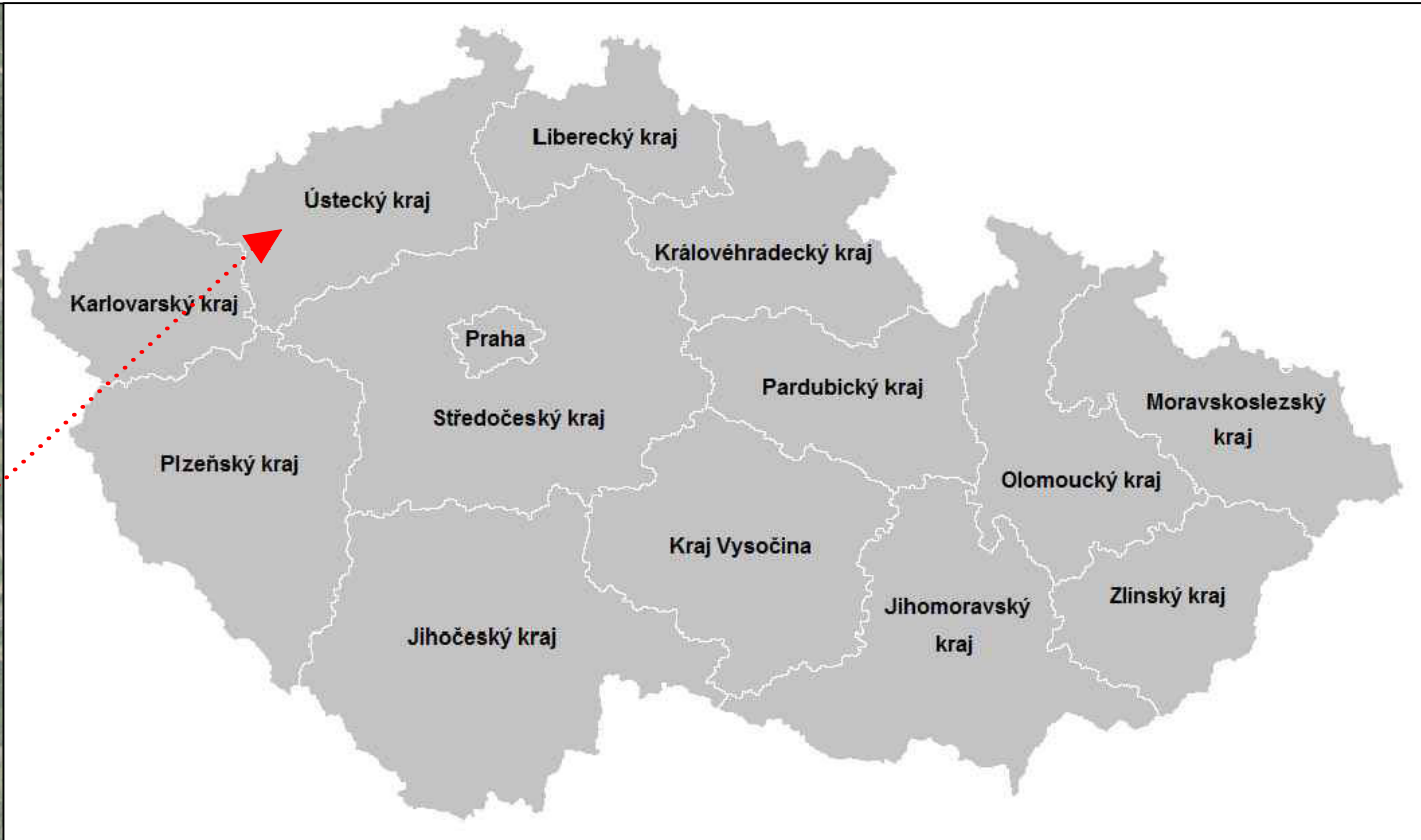 Liberecký kraj
Ústecký kraj
Královéhradecký kraj
Karlovarský kraj
Praha
Pardubický kraj
Středočeský kraj
Moravskoslezský
kraj
Plzeňský kraj
Olomoucký kraj
Kraj Vysočina
Zlínský kraj
Jihomoravský
kraj
Jihočeský kraj